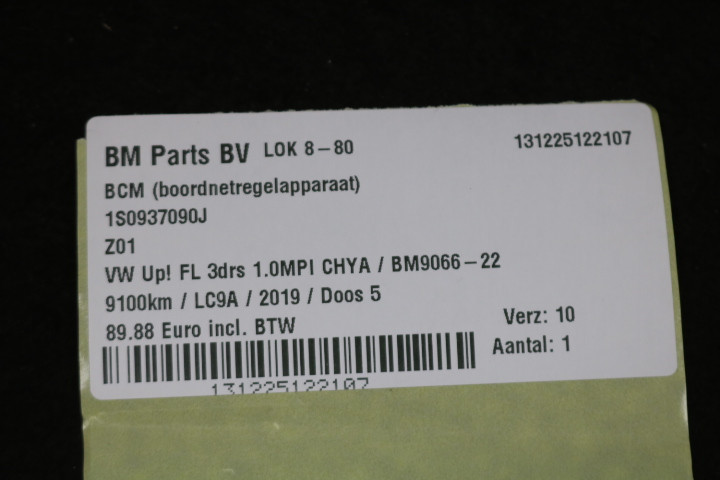 BM Parts BV LOK 8-80 131225122107
BCM (boordnetregelapparaat)
1S0937090J
Z01
VW Up! FL 3drs 1.0MPI CHYA / BM9066-22
9100km / LC9A / 2019 / Doos 5
89.88 Euro incl. BTW
Verz: 10
Aantal: 1
131225122107